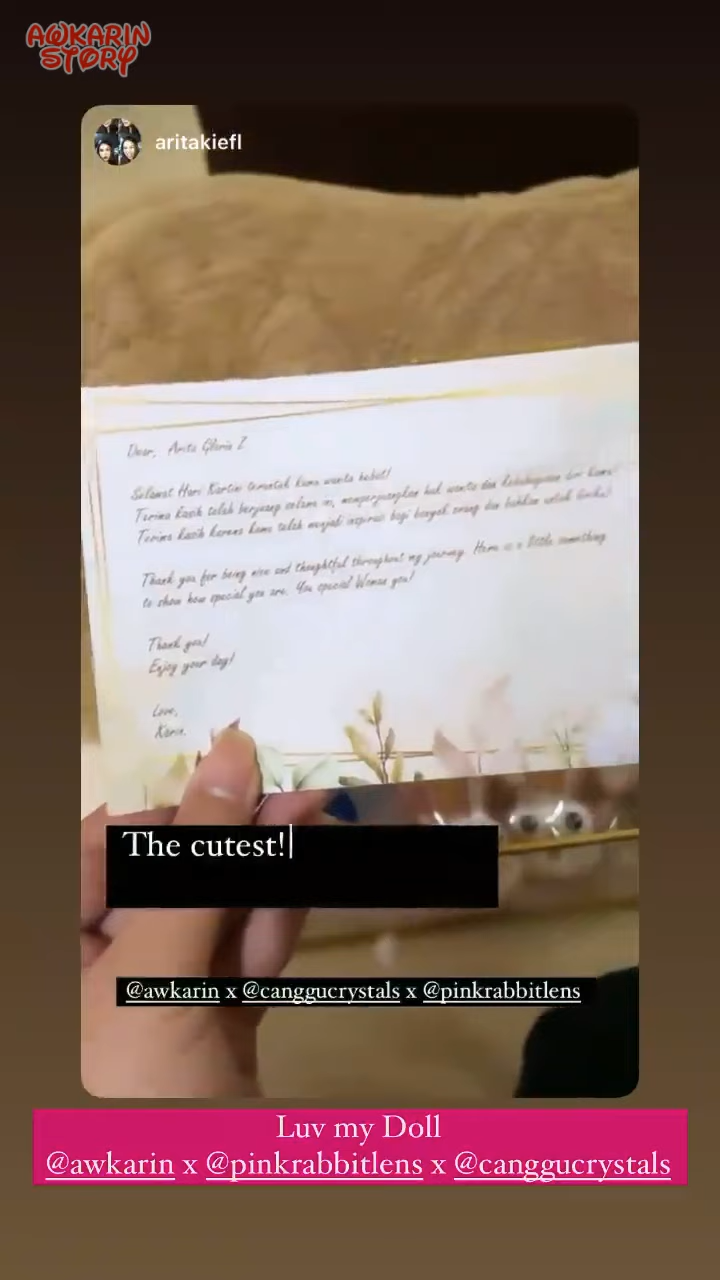 AWKARIN
STORY
aritakiefl
Dear, Arita Gloria Z
Selamat Hari Kartini teruntuk kamu wanita hebat!
Terima kasih telah berjuang selama ini, memperjuangkan hak wanita dan kebahagiaan diri kamu!
Terima kasih karena kamu telah menjadi inspirasi bagi banyak orang dan bahkan untuk diriku!
Thank you for being nice and thoughtful throughout my journey. Here is a little something
to show how special you are. You special Woman you!
Thank you!
Enjoy your day!
Love,
Karin.
The cutest!
@awkarin x @canggucrystals x @pinkrabbitlens
Luv my Doll
@awkarin x @pinkrabbitlens x @canggucrystals